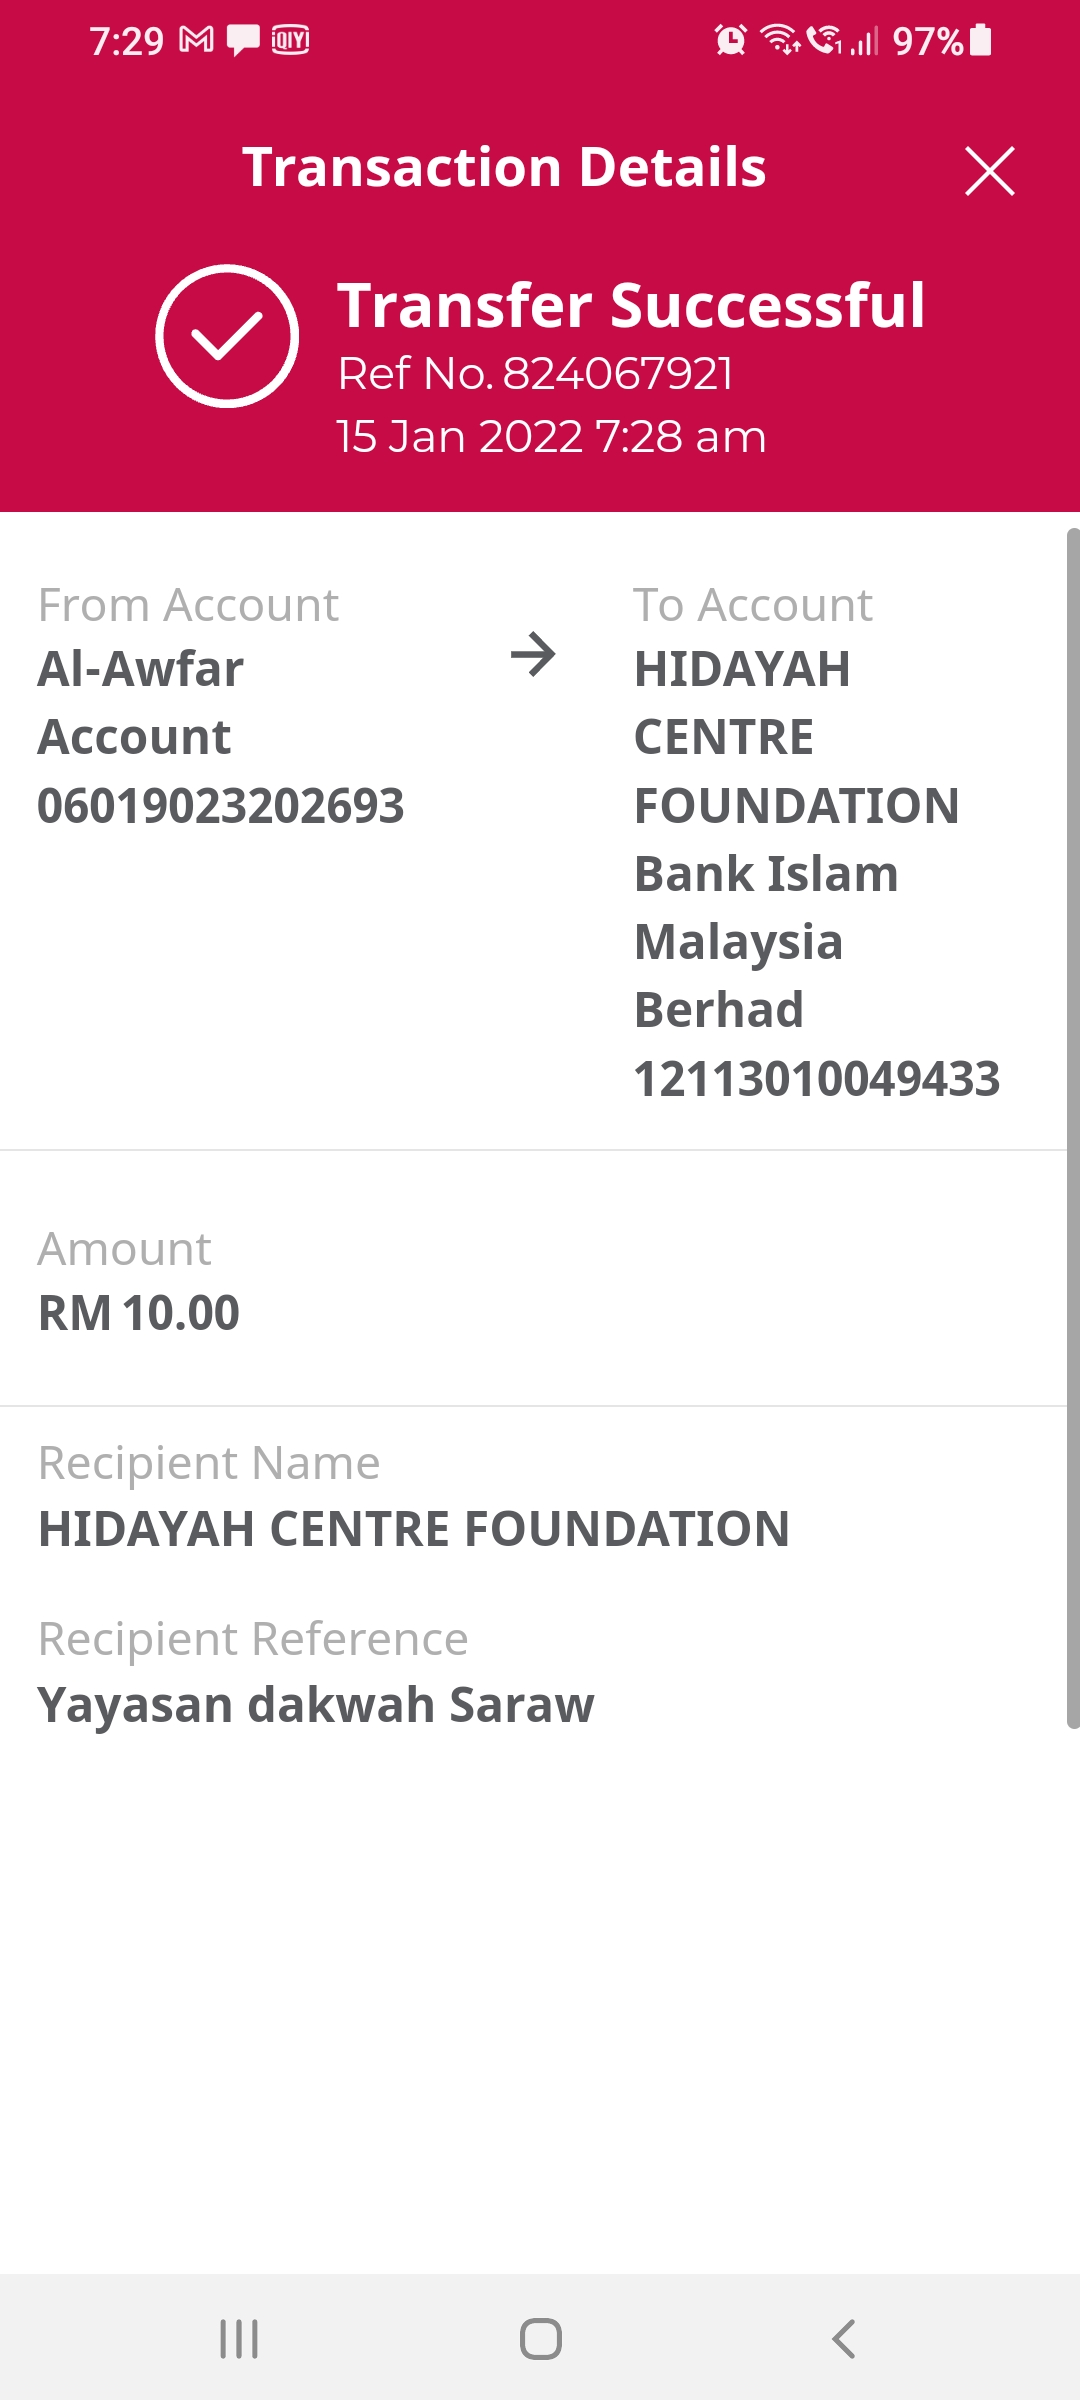 7:29 iQIYI 1 97%
Transaction Details
Transfer Successful
Ref No. 824067921
15 Jan 2022 7:28 am
From Account
Al-Awfar
Account
06019023202693
To Account
HIDAYAH
CENTRE
FOUNDATION
Bank Islam
Malaysia
Berhad
12113010049433
Amount
RM 10.00
Recipient Name
HIDAYAH CENTRE FOUNDATION
Recipient Reference
Yayasan dakwah Saraw